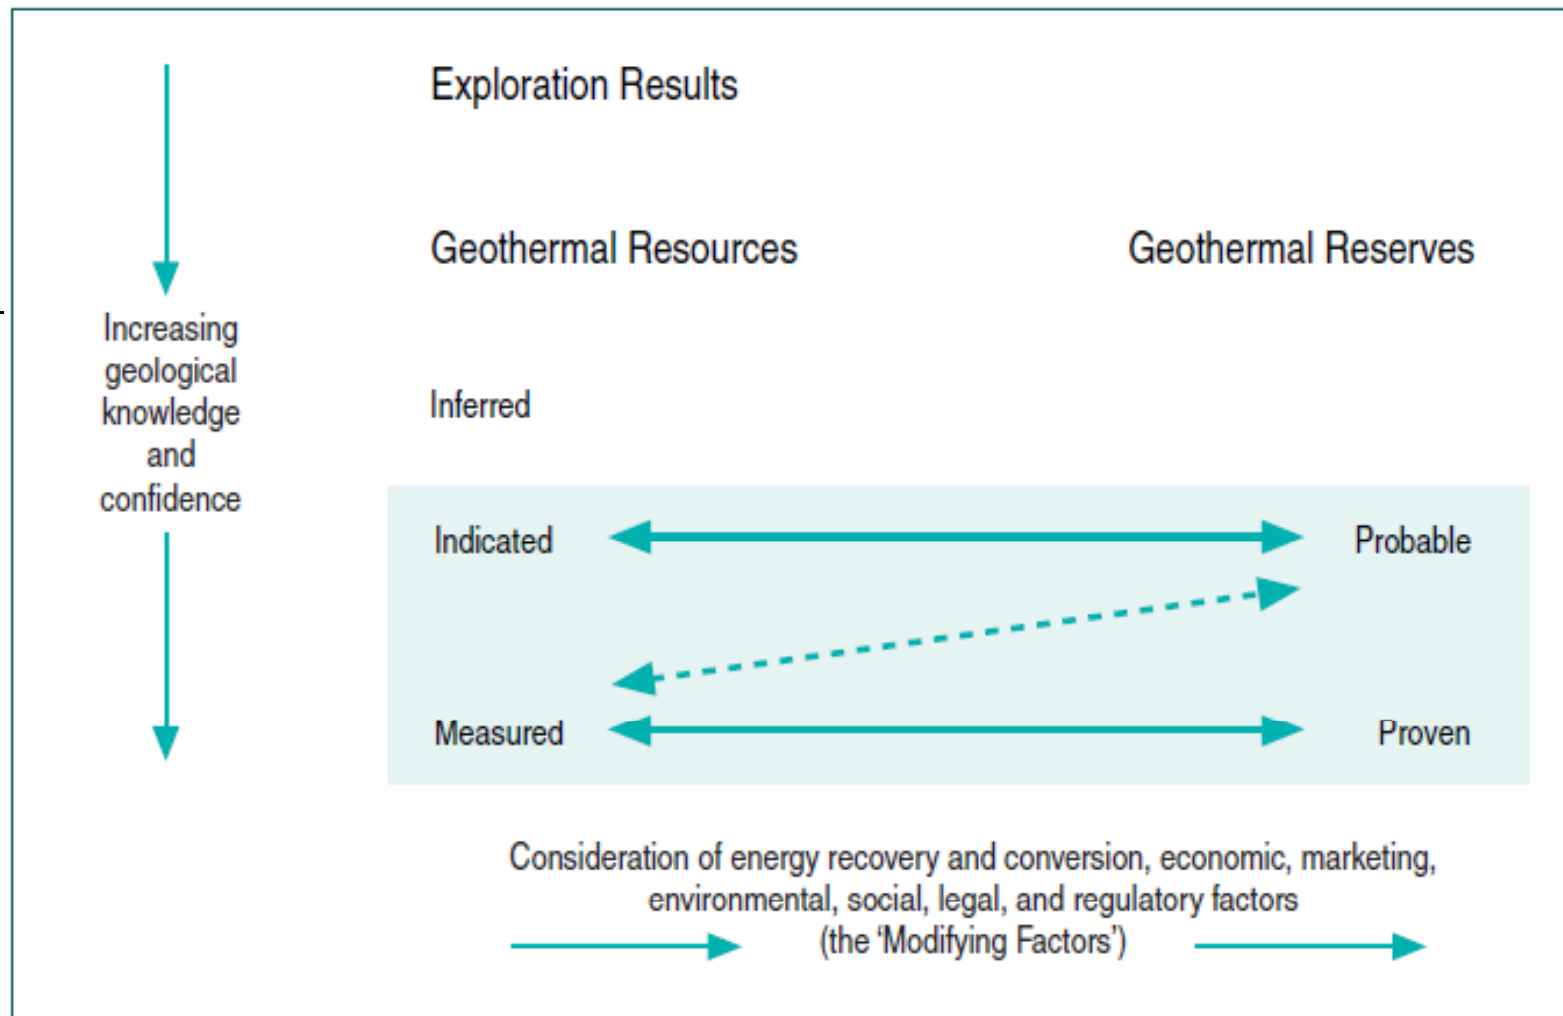 Exploration Results
Geothermal Resources
Geothermal Reserves
Increasing
geological
knowledge
and
confidence
Inferred
Indicated
Probable
Measured
Proven
Consideration of energy recovery and conversion, economic, marketing,
environmental, social, legal, and regulatory factors
(the ‘Modifying Factors’)